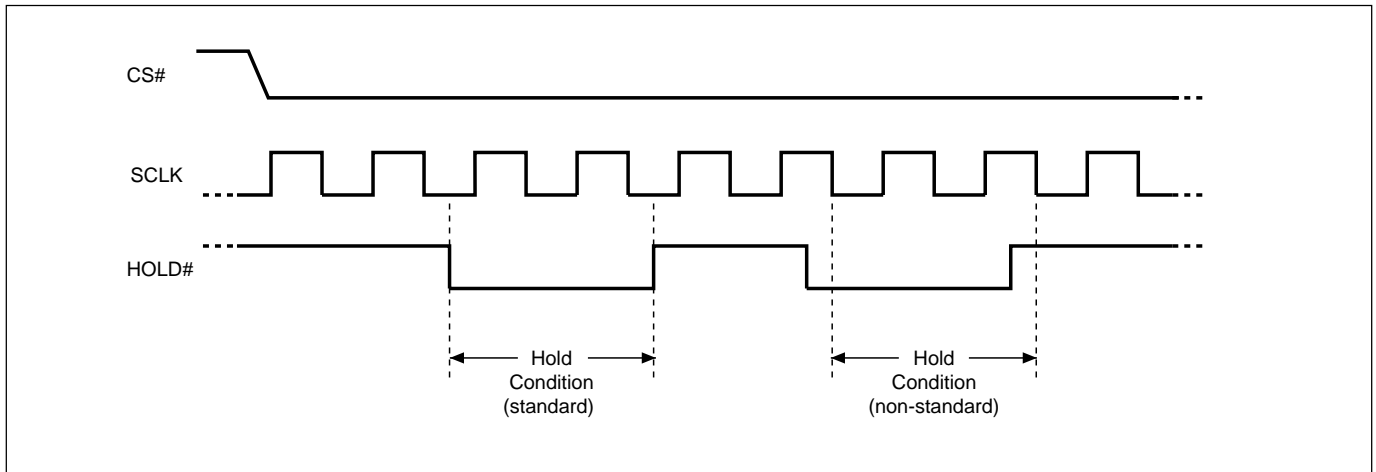 CS#
SCLK
HOLD#
Hold
Condition
(standard)
Hold
Condition
(non-standard)